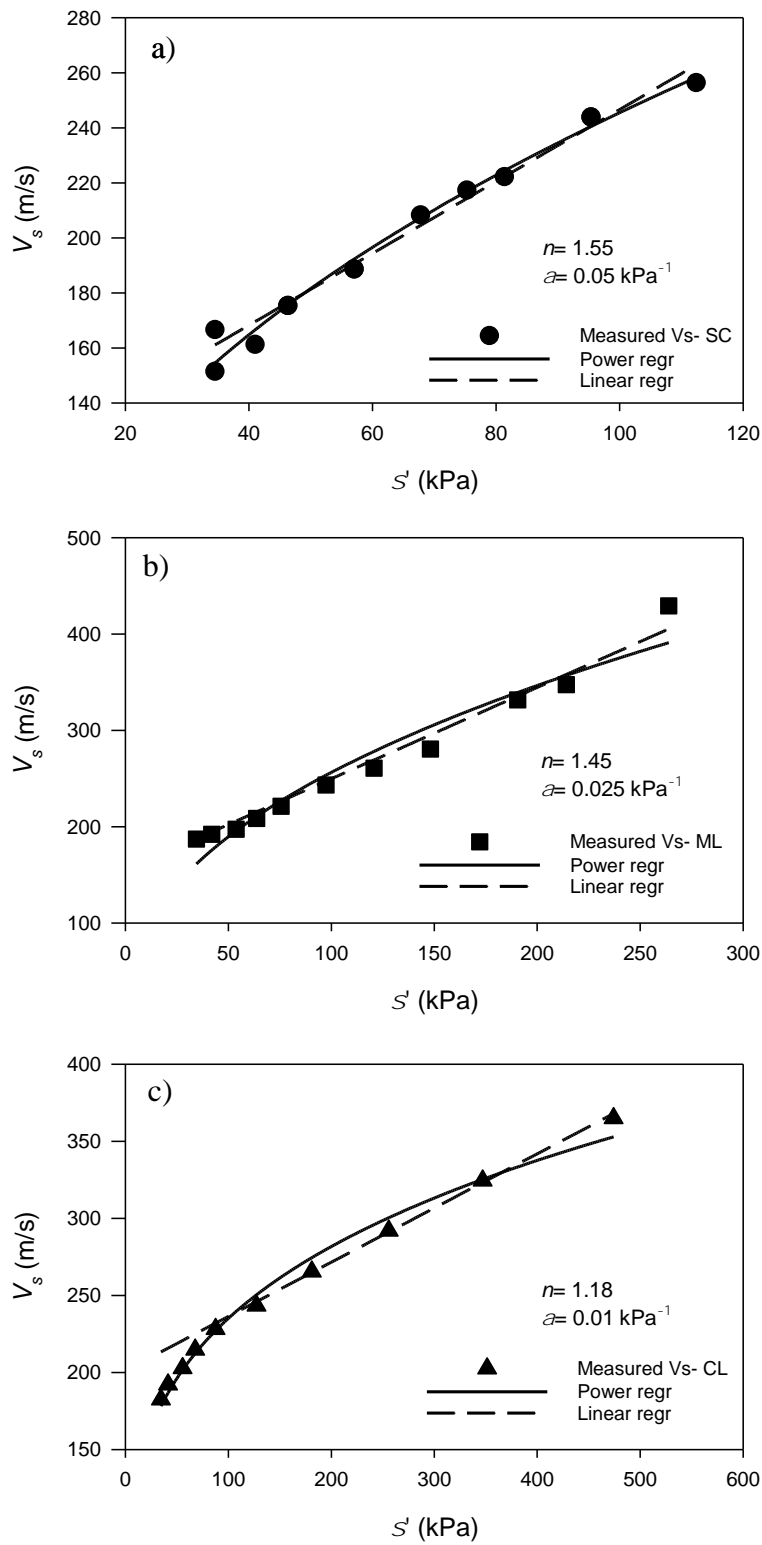 a)
280
260
240
220
200
180
160
140
V s (m/s)
n= 1.55
a= 0.05 kPa-1
Measured Vs- SC
Power regr
Linear regr
20 40 60 80 100 120
s' (kPa)
b)
500
400
300
200
100
V s (m/s)
n= 1.45
a= 0.025 kPa-1
Measured Vs- ML
Power regr
Linear regr
0 50 100 150 200 250 300
s' (kPa)
c)
400
350
300
250
200
150
V s (m/s)
n= 1.18
a= 0.01 kPa-1
Measured Vs- CL
Power regr
Linear regr
0 100 200 300 400 500 600
s' (kPa)